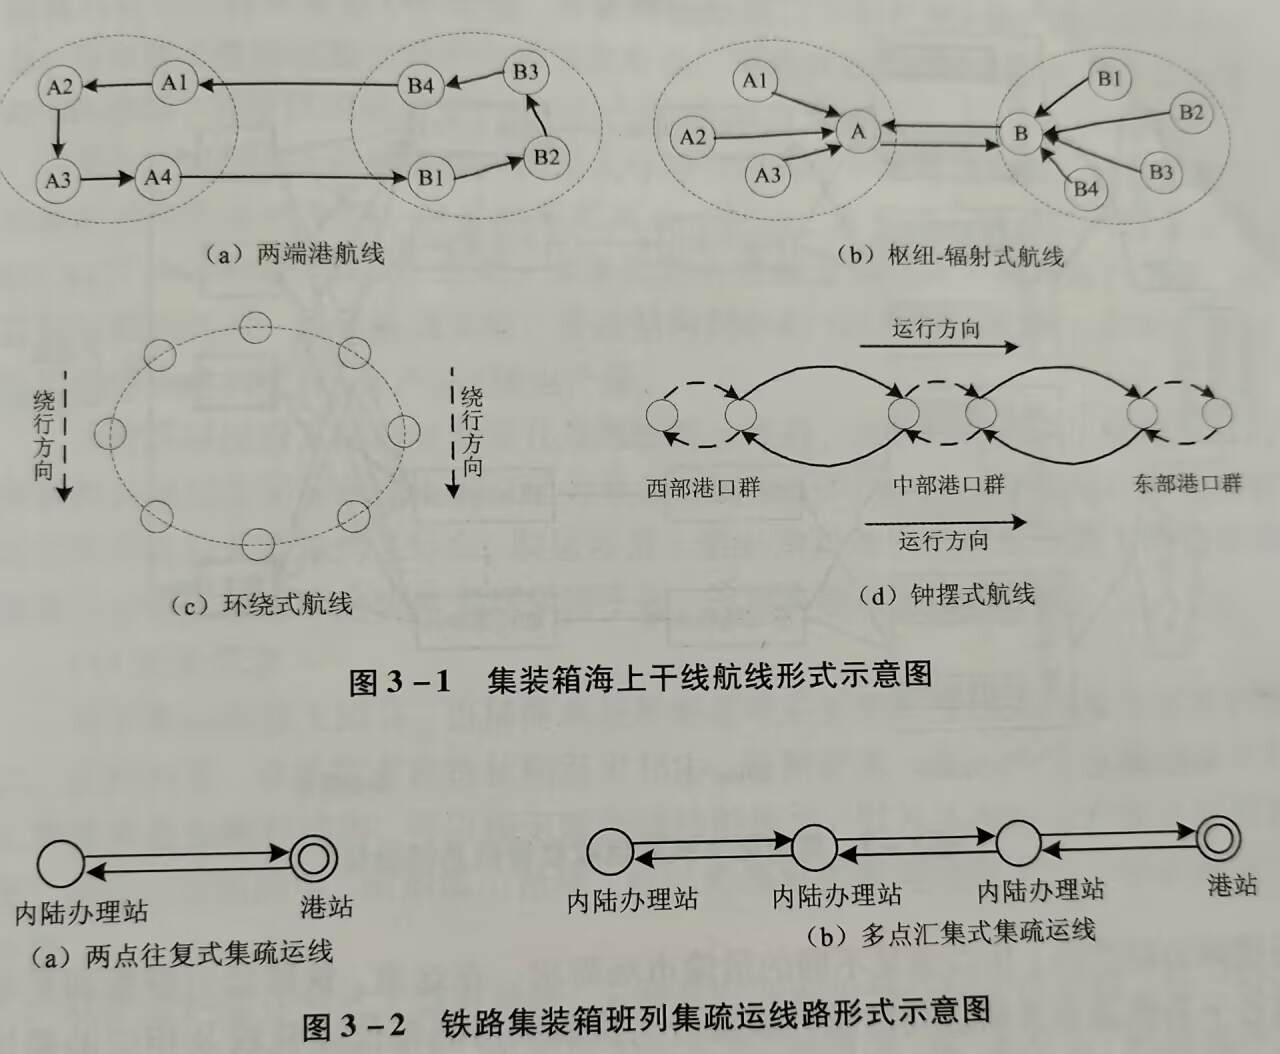 A2
A1
B4
B3
A3
A4
B1
B2
(a) 两端港航线
A1
A2
A3
A
B
B1
B2
B3
B4
(b) 枢纽-辐射式航线
绕行方向
绕行方向
(c) 环绕式航线
运行方向
西部港口群
中部港口群
东部港口群
运行方向
(d) 钟摆式航线
图 3-1 集装箱海上干线航线形式示意图
内陆办理站
港站
(a) 两点往复式集疏运线
内陆办理站
内陆办理站
内陆办理站
港站
(b) 多点汇集式集疏运线
图 3-2 铁路集装箱班列集疏运线路形式示意图